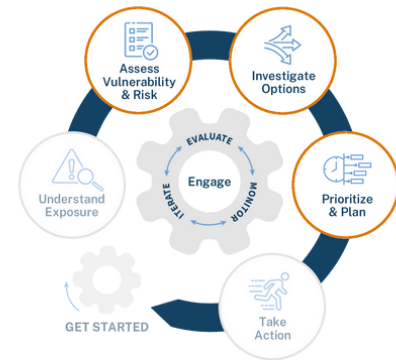 Assess
Vulnerability
& Risk
Investigate
Options
EVALUATE
Engage
ITERATE
MONITOR
Understand
Exposure
Prioritize
& Plan
GET STARTED
Take
Action